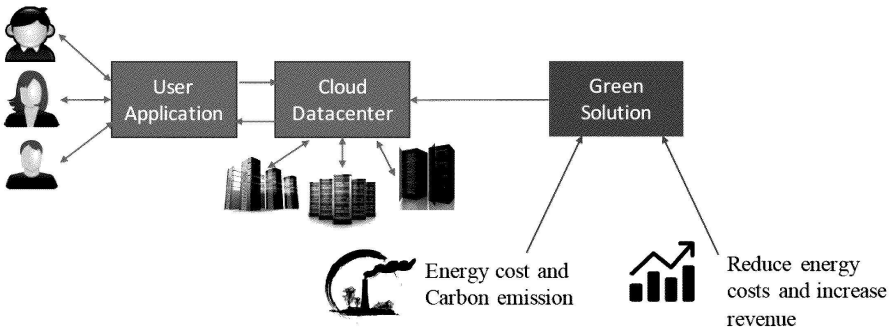 User
Application
Cloud
Datacenter
Green
Solution
Energy cost and
Carbon emission
Reduce energy
costs and increase
revenue